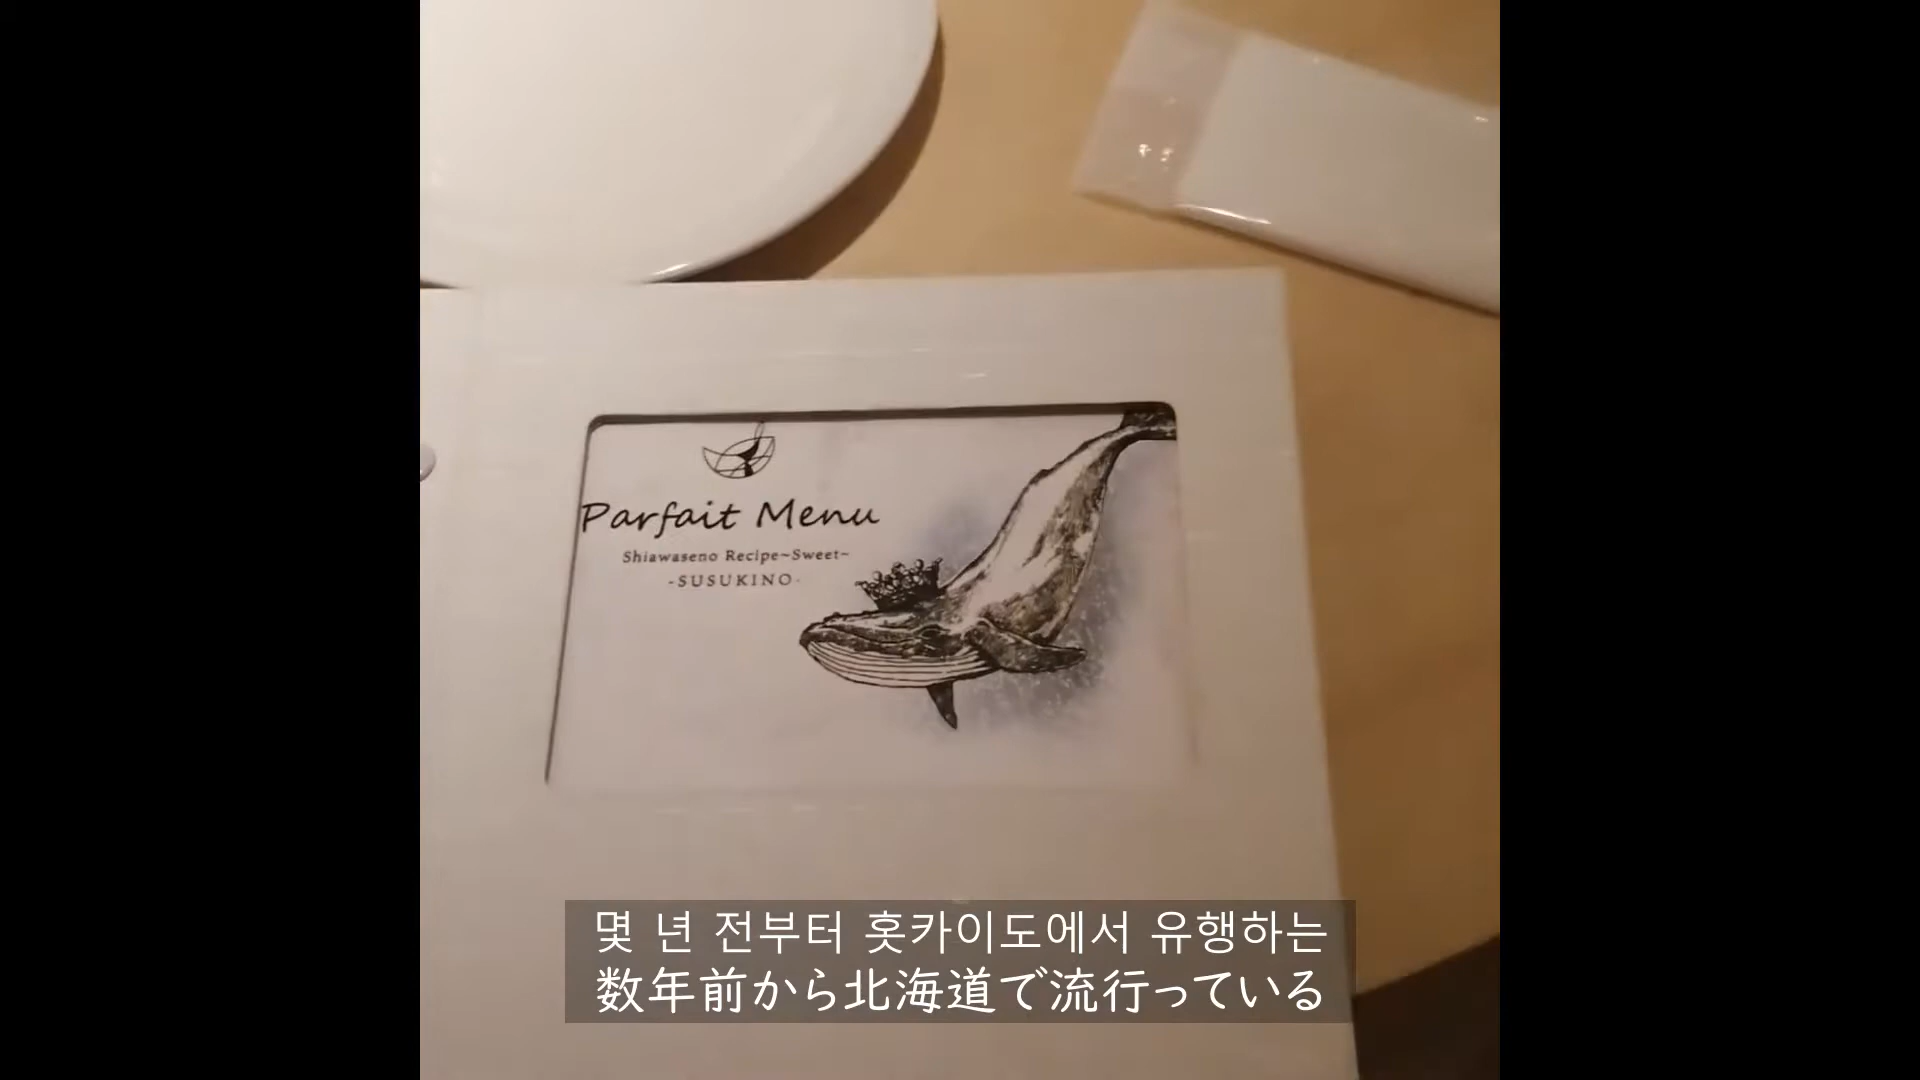 Parfait Menu
Shiawaseno Recipe~Sweet~
-SUSUKINO-
몇 년 전부터 홋카이도에서 유행하는
数年前から北海道で流行っている